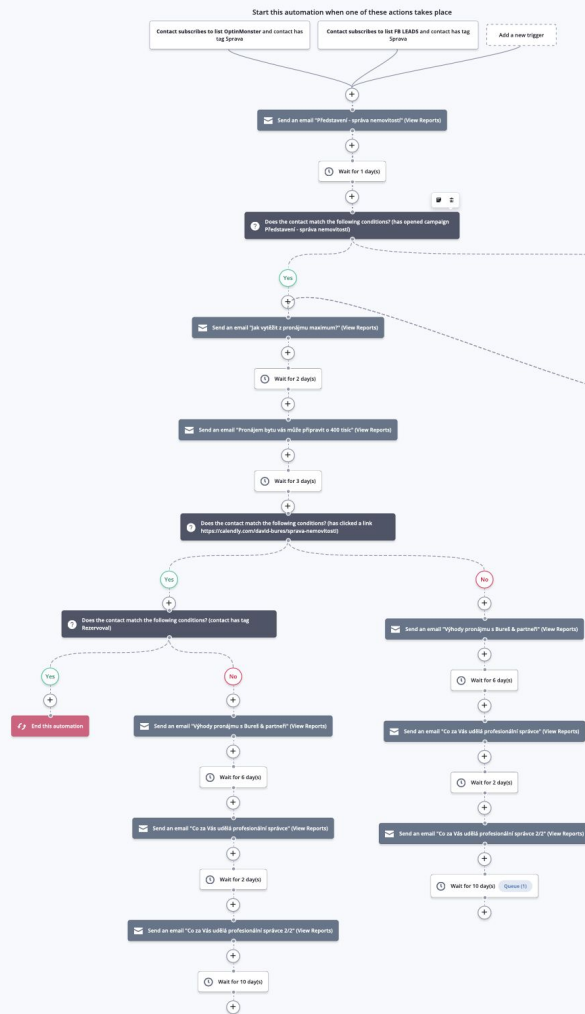 Start this automation when one of these actions takes place
Contact subscribes to list OptinMonster and contact has
tag Sprava
Contact subscribes to list FB LEADS and contact has tag
Sprava
Add a new trigger
Send an email "Představení - správa nemovitostí" (View Reports)
Wait for 1 day(s)
Does the contact match the following conditions? (has opened campaign
Představení - správa nemovitostí)
Yes
Send an email "Jak vytěžit z pronájmu maximum?" (View Reports)
Wait for 2 day(s)
Send an email "Pronájem bytu vás může připravit o 400 tisíc" (View Reports)
Wait for 3 day(s)
Does the contact match the following conditions? (has clicked a link
https://calendly.com/david-bures/sprava-nemovitosti)
Yes
Does the contact match the following conditions? (contact has tag
Rezervoval)
Yes
End this automation
No
Send an email "Výhody pronájmu s Bureš & partneři" (View Reports)
Wait for 6 day(s)
Send an email "Co za Vás udělá profesionální správce" (View Reports)
Wait for 2 day(s)
Send an email "Co za Vás udělá profesionální správce 2/2" (View Reports)
Wait for 10 day(s)
No
Send an email "Výhody pronájmu s Bureš & partneři" (View Reports)
Wait for 6 day(s)
Send an email "Co za Vás udělá profesionální správce" (View Reports)
Wait for 2 day(s)
Send an email "Co za Vás udělá profesionální správce 2/2" (View Reports)
Wait for 10 day(s) Queue (1)